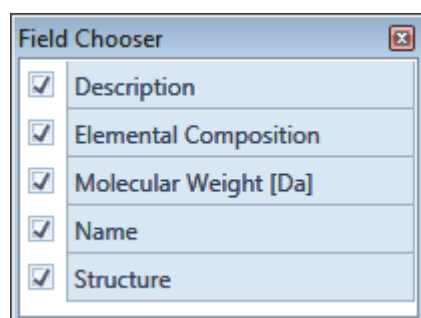 Field Chooser
Description
Elemental Composition
Molecular Weight [Da]
Name
Structure